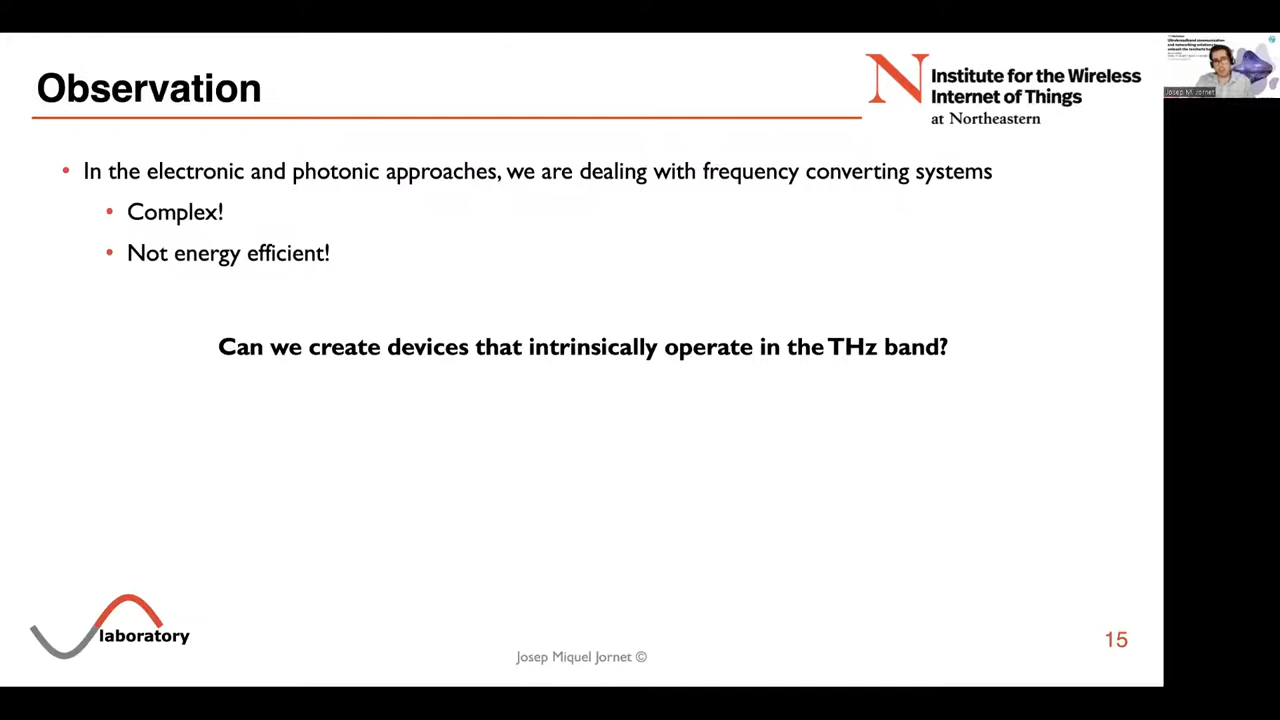 Observation
Institute for the Wireless
Internet of Things
at Northeastern
• In the electronic and photonic approaches, we are dealing with frequency converting systems
• Complex!
• Not energy efficient!
Can we create devices that intrinsically operate in the THz band?
laboratory
Josep Miquel Jornet ©
15
Josep M. Jornet